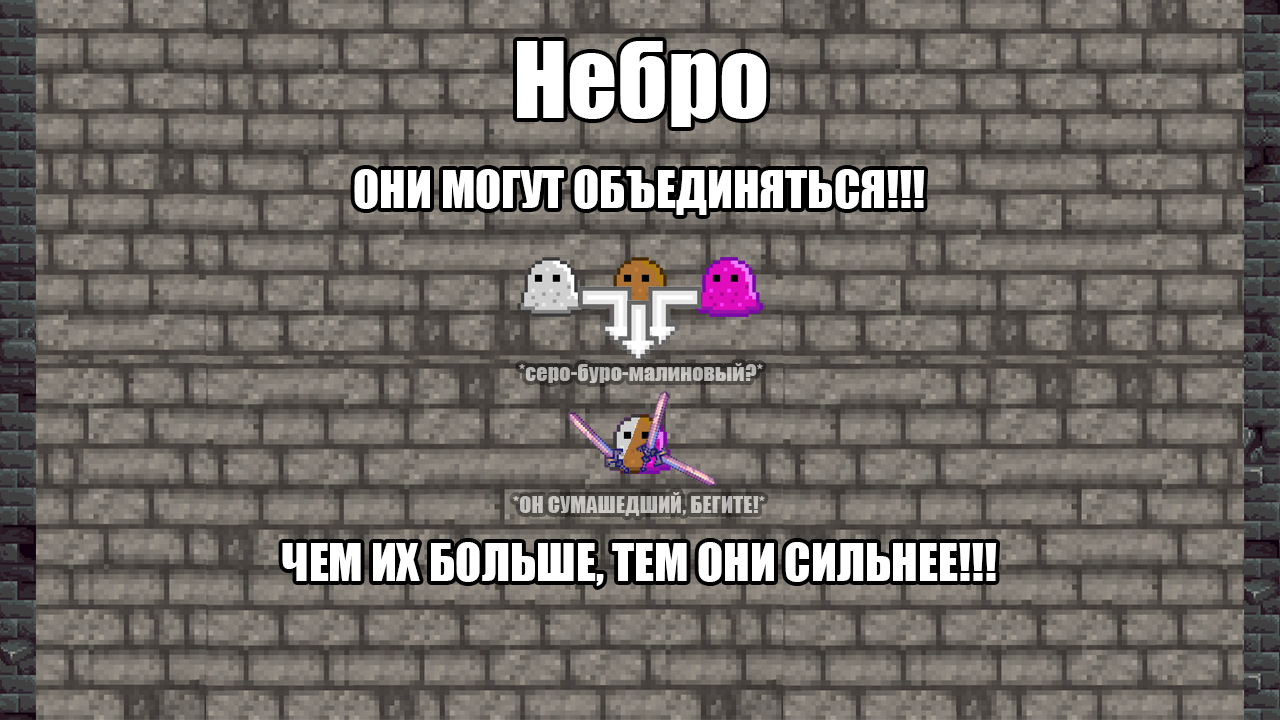 Небро
ОНИ МОГУТ ОБЪЕДИНЯТЬСЯ!!!
*серо-буро-малиновый?*
*ОН СУМАШЕДШИЙ, БЕГИТЕ!*
ЧЕМ ИХ БОЛЬШЕ, ТЕМ ОНИ СИЛЬНЕЕ!!!